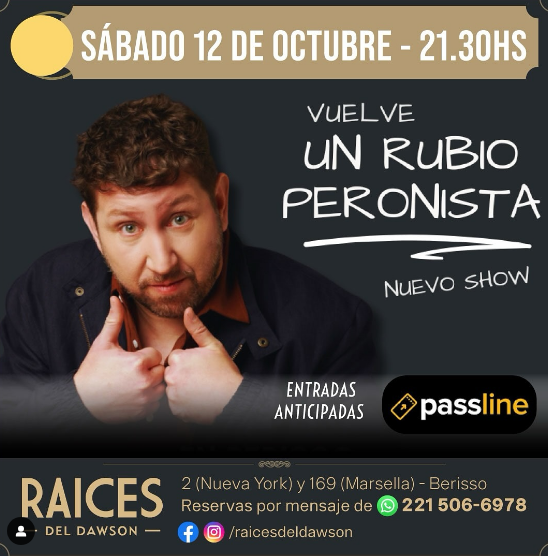 SÁBADO 12 DE OCTUBRE - 21.30HS
VUELVE
UN RUBIO
PERONISTA
NUEVO SHOW
ENTRADAS
ANTICIPADAS
passline
RAICES
DEL DAWSON
2 (Nueva York) y 169 (Marsella) - Berisso
Reservas por mensaje de 221 506-6978
/raicesdeldawson